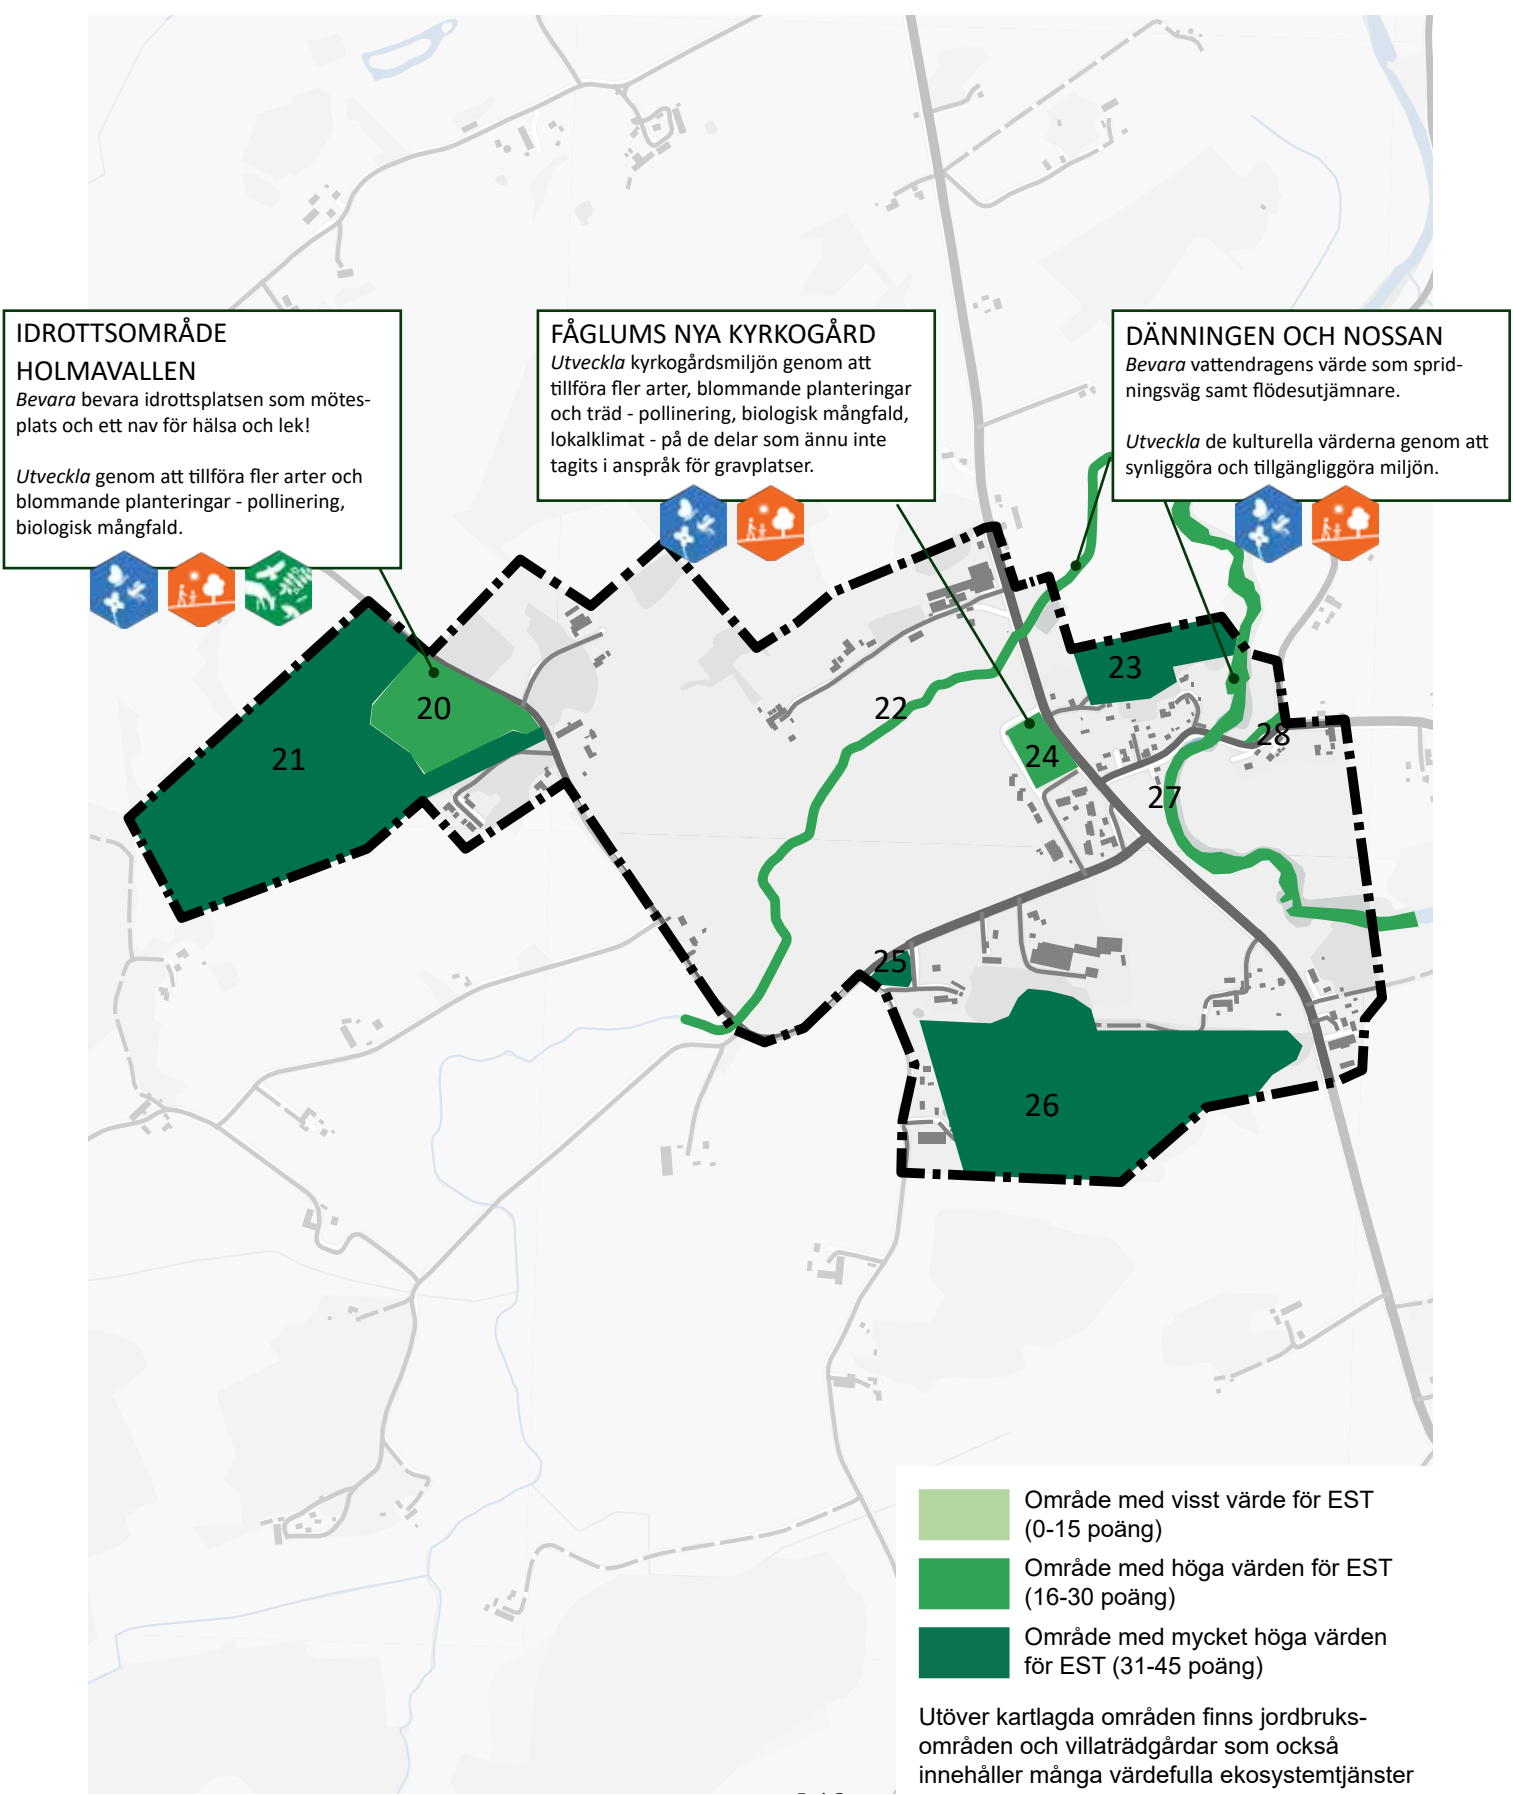 IDROTTSOMRÅDE
HOLMAVALLEN
Bevara bevara idrottsplatsen som mötes-
plats och ett nav för hälsa och lek!
Utveckla genom att tillföra fler arter och
blommande planteringar - pollinering,
biologisk mångfald.
FÅGLUMS NYA KYRKOGÅRD
Utveckla kyrkogårdsmiljön genom att
tillföra fler arter, blommande planteringar
och träd - pollinering, biologisk mångfald,
lokalklimat - på de delar som ännu inte
tagits i anspråk för gravplatser.
DÄNNINGEN OCH NOSSAN
Bevara vattendragens värde som sprid-
ningsväg samt flödesutjämnare.
Utveckla de kulturella värderna genom att
synliggöra och tillgängliggöra miljön.
20
21
22
23
24
25
26
27
28
Område med visst värde för EST
(0-15 poäng)
Område med höga värden för EST
(16-30 poäng)
Område med mycket höga värden
för EST (31-45 poäng)
Utöver kartlagda områden finns jordbruks-
områden och villaträdgårdar som också
innehåller många värdefulla ekosystemtjänster